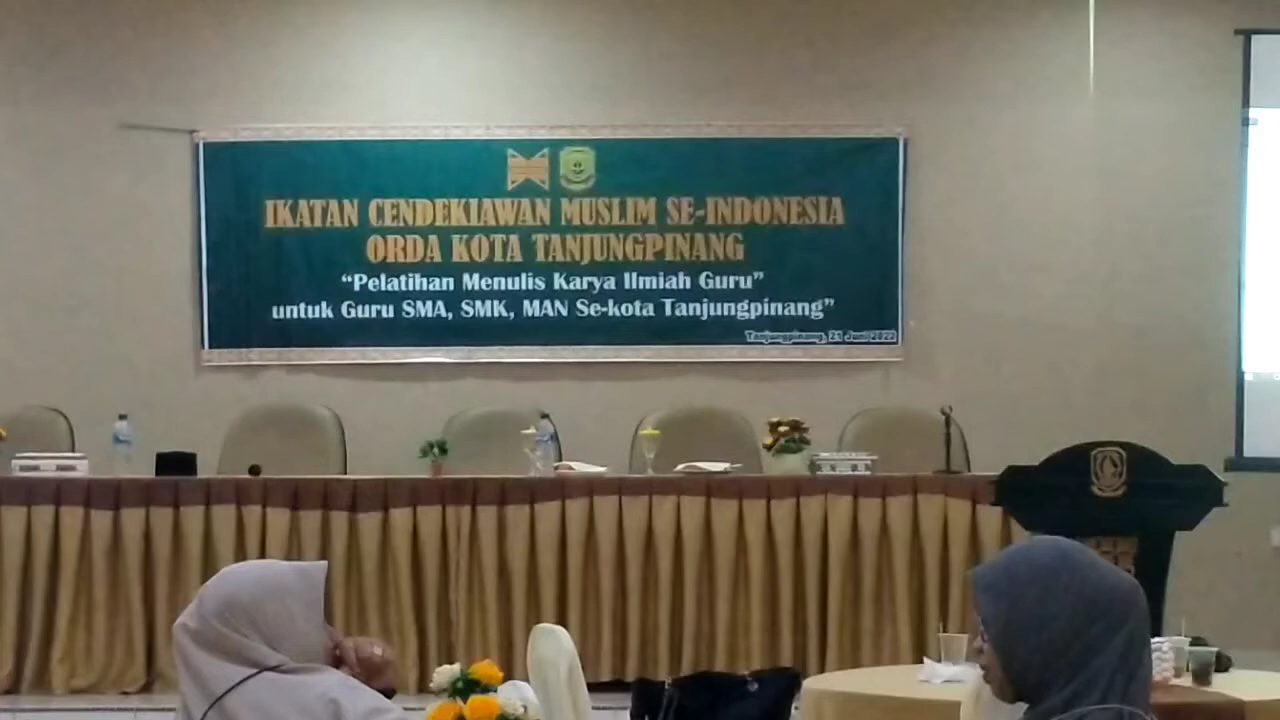 IKATAN CENDEKIAWAN MUSLIM SE-INDONESIA
ORDA KOTA TANJUNGPINANG
“Pelatihan Menulis Karya Ilmiah Guru”
untuk Guru SMA, SMK, MAN Se-kota Tanjungpinang”
Tanjungpinang, 21 Juni 2022